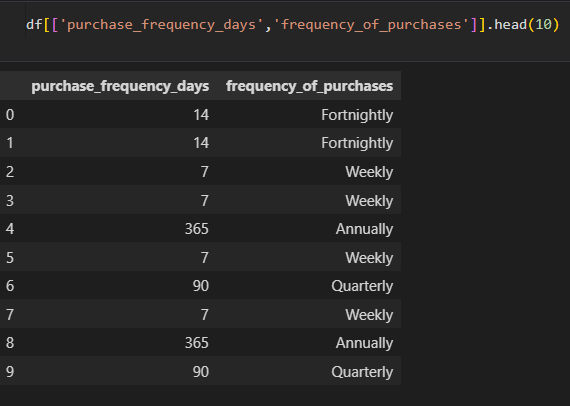 df[['purchase_frequency_days','frequency_of_purchases']].head(10)
purchase_frequency_days frequency_of_purchases
0 14 Fortnightly
1 14 Fortnightly
2 7 Weekly
3 7 Weekly
4 365 Annually
5 7 Weekly
6 90 Quarterly
7 7 Weekly
8 365 Annually
9 90 Quarterly